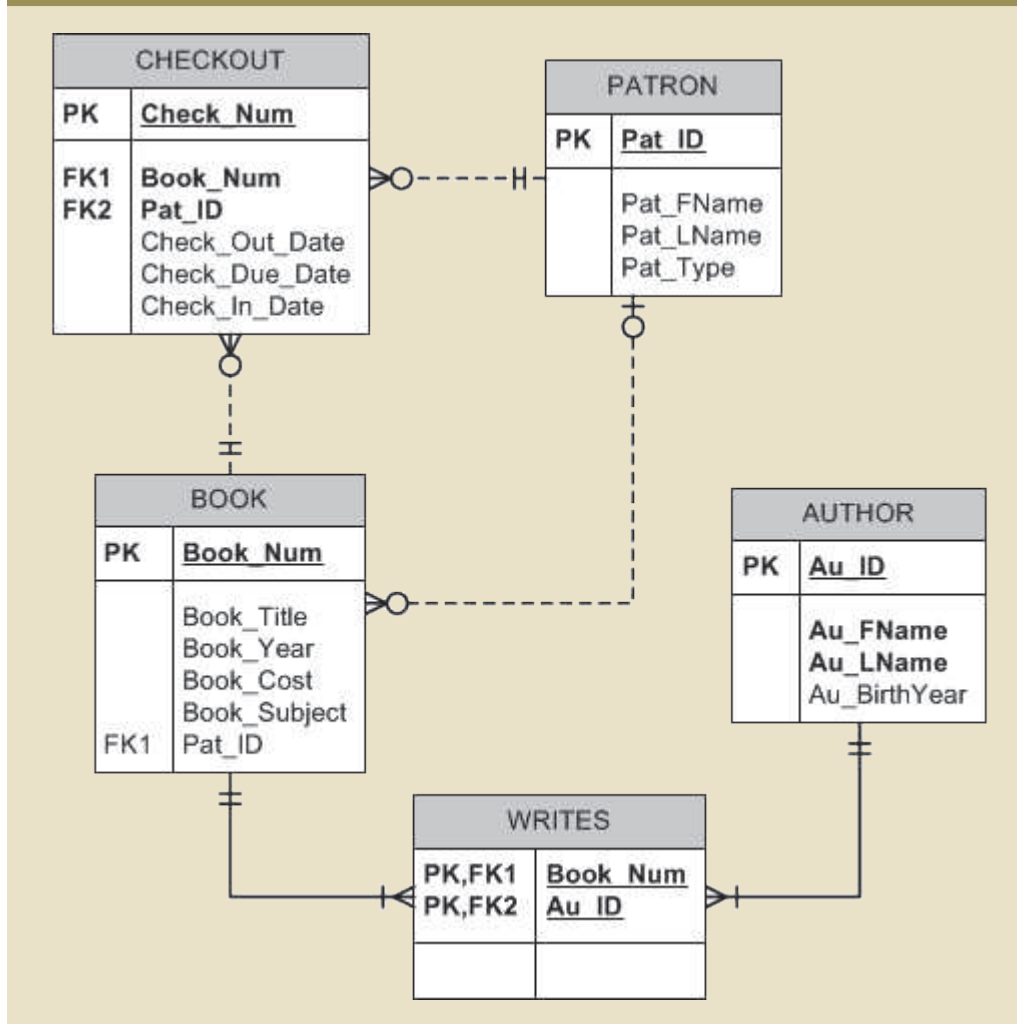 CHECKOUT
PK Check_Num
FK1 Book_Num
FK2 Pat_ID
Check_Out_Date
Check_Due_Date
Check_In_Date
PATRON
PK Pat_ID
Pat_FName
Pat_LName
Pat_Type
BOOK
PK Book_Num
Book_Title
Book_Year
Book_Cost
Book_Subject
FK1 Pat_ID
AUTHOR
PK Au_ID
Au_FName
Au_LName
Au_BirthYear
WRITES
PK,FK1 Book_Num
PK,FK2 Au_ID